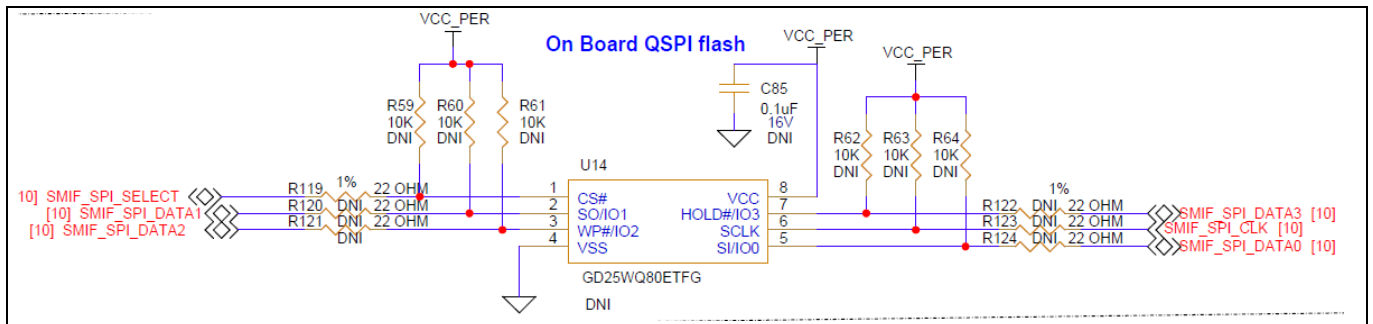 VCC_PER
On Board QSPI flash
VCC_PER
VCC_PER
R59
10K
DNI
R60
10K
DNI
R61
10K
DNI
C85
0.1uF
16V
DNI
R62
10K
DNI
R63
10K
DNI
R64
10K
DNI
U14
10] SMIF_SPI_SELECT
R119
1%
22 OHM
1
CS#
VCC
8
[10] SMIF_SPI_DATA1
R120
DNI
22 OHM
2
SO/IO1
HOLD#/IO3
7
R122
1%
DNI
22 OHM
SMIF_SPI_DATA3 [10]
[10] SMIF_SPI_DATA2
R121
DNI
22 OHM
3
WP#/IO2
SCLK
6
R123
DNI
22 OHM
SMIF_SPI_CLK [10]
DNI
4
VSS
SI/IO0
5
R124
DNI
22 OHM
SMIF_SPI_DATA0 [10]
GD25WQ80ETFG
DNI